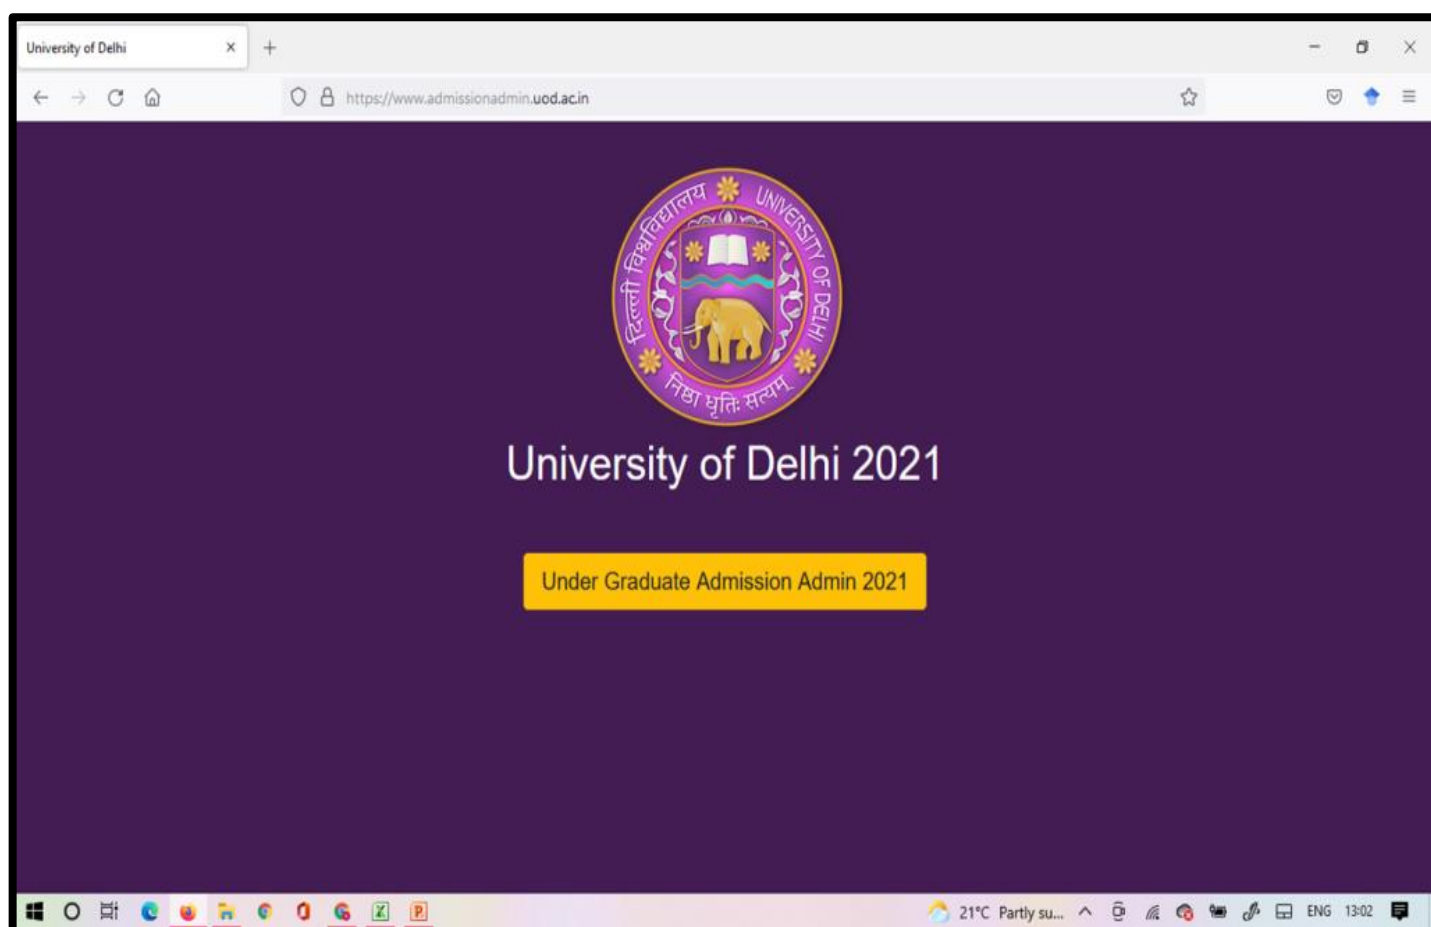 University of Delhi
https://www.admissionadmin.uod.ac.in
दिल्ली विश्वविद्यालय UNIVERSITY OF DELHI
निष्ठा धृतिः सत्यम्
University of Delhi 2021
Under Graduate Admission Admin 2021
21°C Partly su... ENG 13:02